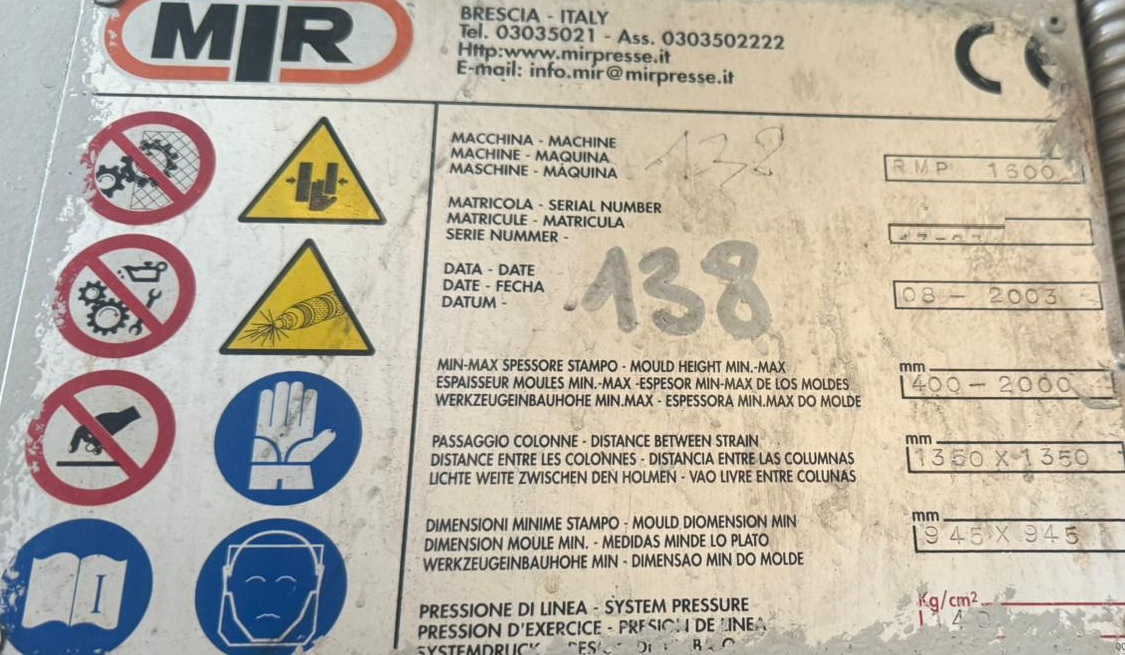 MIR
BRESCIA - ITALY
Tel. 03035021 - Ass. 0303502222
Http:www.mirpresse.it
E-mail: info.mir@mirpresse.it
CE
MACCHINA - MACHINE
MACHINE - MAQUINA
MASCHINE - MÁQUINA
138
RMP 1600
MATRICOLA - SERIAL NUMBER
MATRICULE - MATRICULA
SERIE NUMMER -
DATA - DATE
DATE - FECHA
DATUM -
138
08 - 2003
MIN-MAX SPESSORE STAMPO - MOULD HEIGHT MIN.-MAX
ESPAISSEUR MOULES MIN.-MAX -ESPESOR MIN-MAX DE LOS MOLDES
WERKZEUGEINBAUHOHE MIN.MAX - ESPESSORA MIN.MAX DO MOLDE
mm
400-2000
PASSAGGIO COLONNE - DISTANCE BETWEEN STRAIN
DISTANCE ENTRE LES COLONNES - DISTANCIA ENTRE LAS COLUMNAS
LICHTE WEITE ZWISCHEN DEN HOLMEN - VAO LIVRE ENTRE COLUNAS
mm
1350 X 1350
DIMENSIONI MINIME STAMPO - MOULD DIOMENSION MIN
DIMENSION MOULE MIN. - MEDIDAS MINDE LO PLATO
WERKZEUGEINBAUHOHE MIN - DIMENSAO MIN DO MOLDE
mm
945 X 945
PRESSIONE DI LINEA - SYSTEM PRESSURE
PRESSION D'EXERCICE - DE LINEA
SYSTEMDRUCK
Kg/cm²